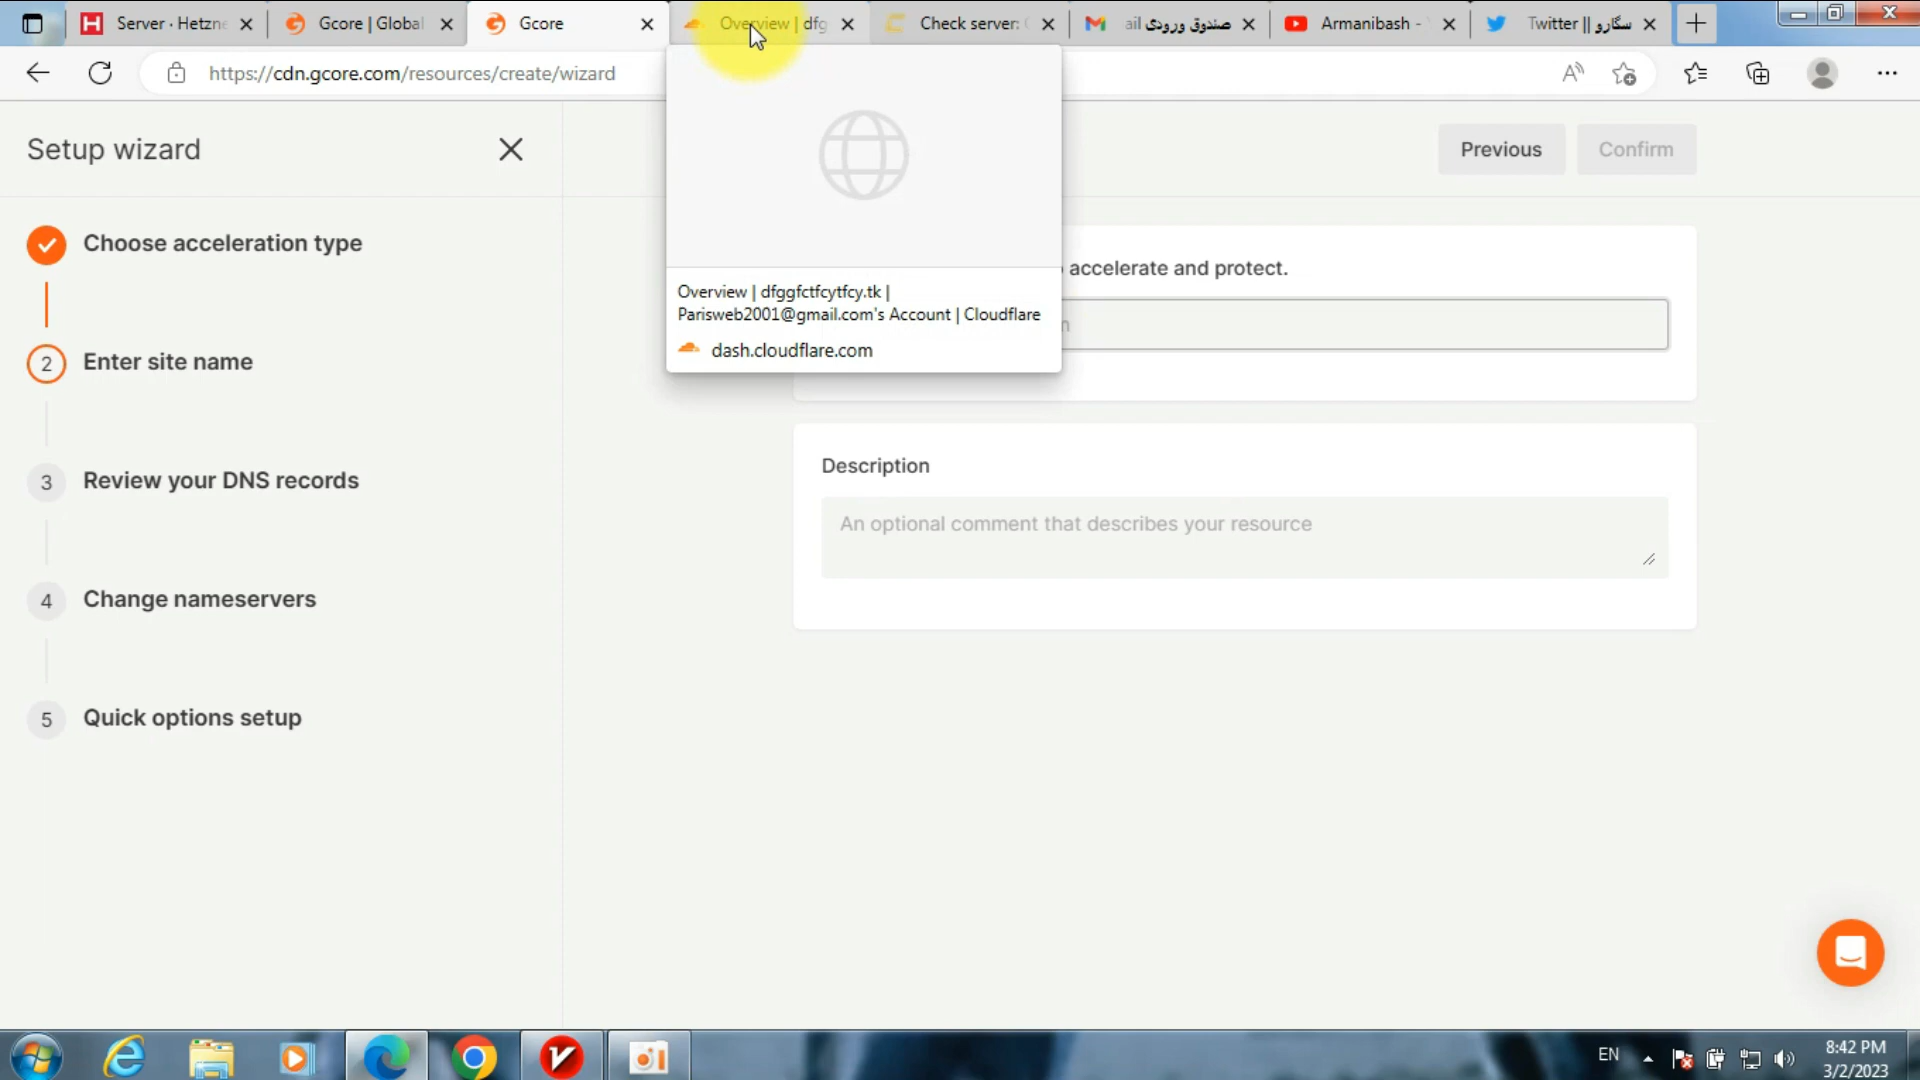 Server · Hetzne
Gcore | Global
Gcore
Overview | dfg
Check server:
صندوق ورودی ail
Armanibash -
Twitter || سگارو
https://cdn.gcore.com/resources/create/wizard
Setup wizard
Previous
Confirm
Choose acceleration type
accelerate and protect.
Overview | dfggfctfcytfcy.tk |
Parisweb2001@gmail.com's Account | Cloudflare
dash.cloudflare.com
2
Enter site name
Description
An optional comment that describes your resource
3
Review your DNS records
4
Change nameservers
5
Quick options setup
EN
8:42 PM
3/2/2023